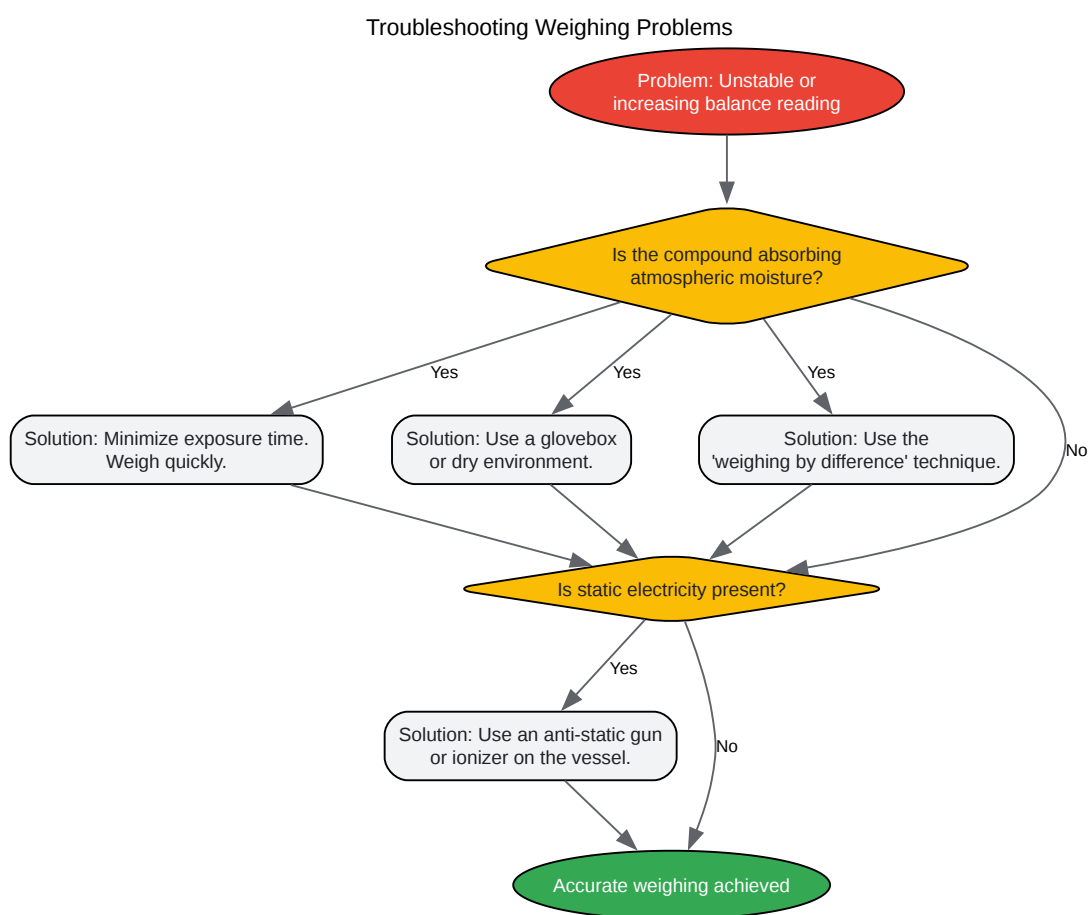 Troubleshooting Weighing Problems
Problem: Unstable or
increasing balance reading
Is the compound absorbing
atmospheric moisture?
Yes
Yes
Yes
No
Solution: Minimize exposure time.
Weigh quickly.
Solution: Use a glovebox
or dry environment.
Solution: Use the
'weighing by difference' technique.
Is static electricity present?
Yes
Solution: Use an anti-static gun
or ionizer on the vessel.
No
Accurate weighing achieved